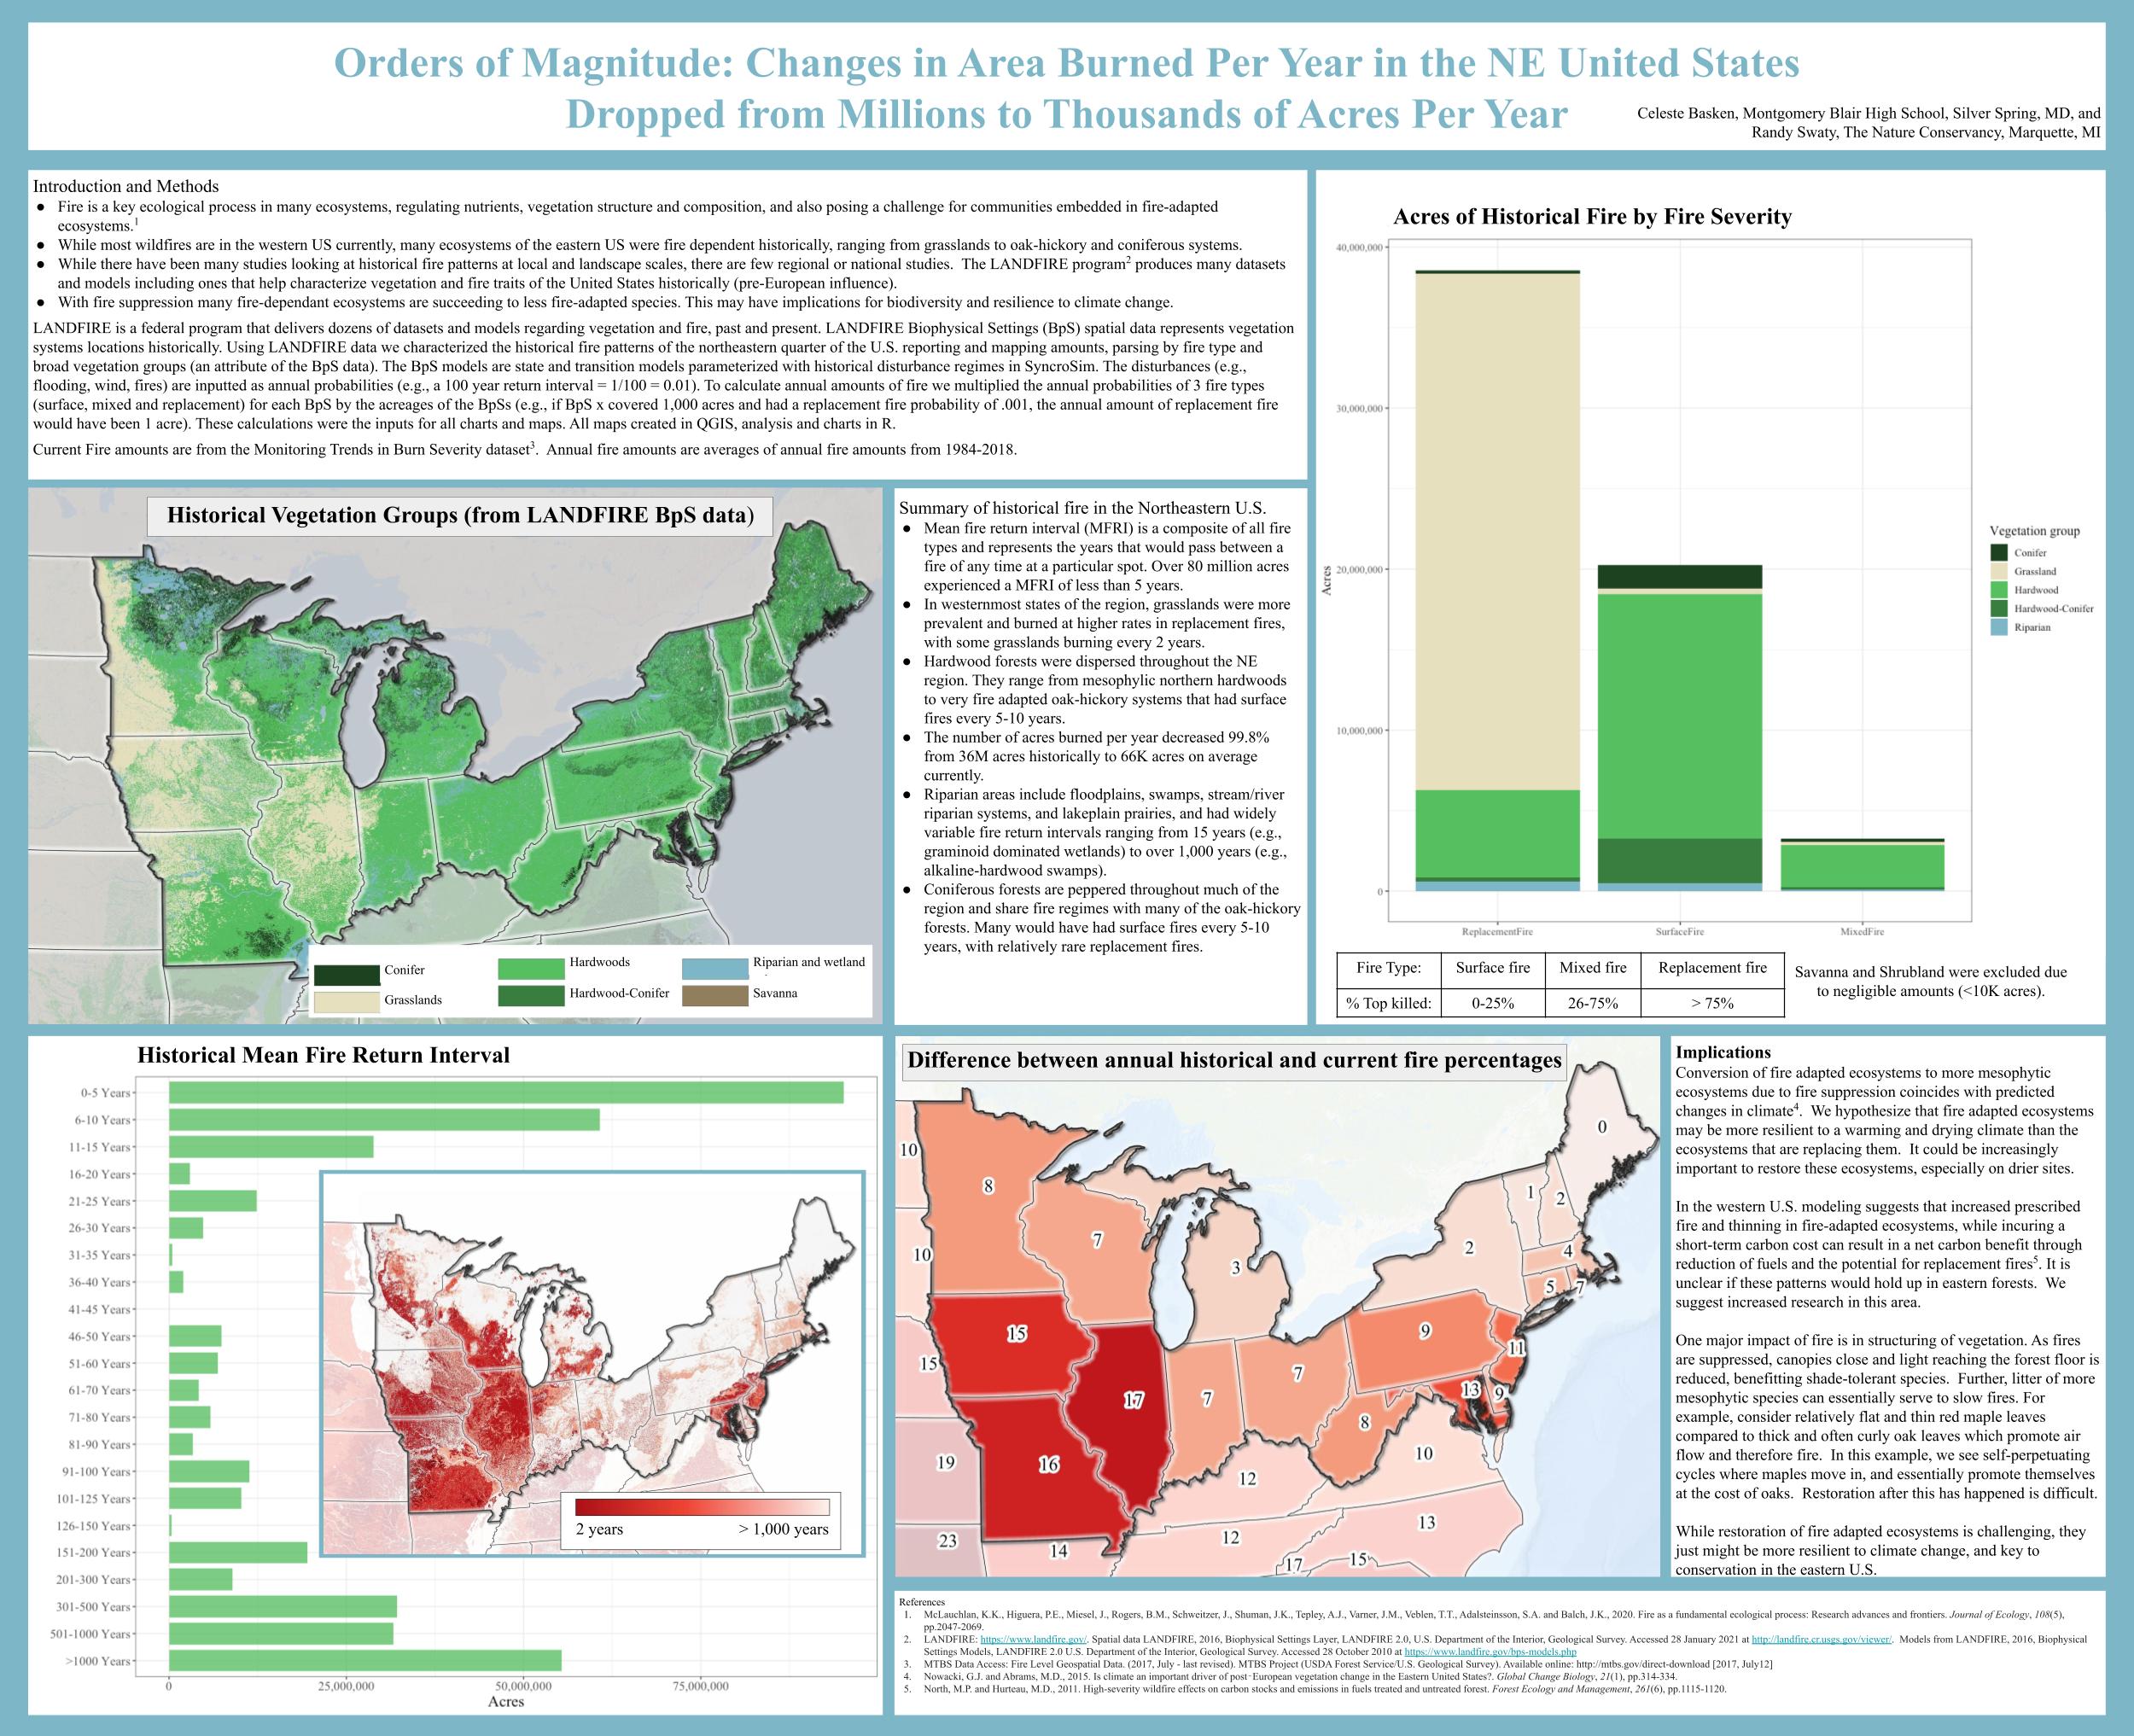 Orders of Magnitude: Changes in Area Burned Per Year in the NE United States
Dropped from Millions to Thousands of Acres Per Year
Celeste Basken, Montgomery Blair High School, Silver Spring, MD, and
Randy Swaty, The Nature Conservancy, Marquette, MI
Introduction and Methods
● Fire is a key ecological process in many ecosystems, regulating nutrients, vegetation structure and composition, and also posing a challenge for communities embedded in fire-adapted
ecosystems.1
● While most wildfires are in the western US currently, many ecosystems of the eastern US were fire dependent historically, ranging from grasslands to oak-hickory and coniferous systems.
● While there have been many studies looking at historical fire patterns at local and landscape scales, there are few regional or national studies. The LANDFIRE program2 produces many datasets
and models including ones that help characterize vegetation and fire traits of the United States historically (pre-European influence).
● With fire suppression many fire-dependant ecosystems are succeeding to less fire-adapted species. This may have implications for biodiversity and resilience to climate change.
LANDFIRE is a federal program that delivers dozens of datasets and models regarding vegetation and fire, past and present. LANDFIRE Biophysical Settings (BpS) spatial data represents vegetation
systems locations historically. Using LANDFIRE data we characterized the historical fire patterns of the northeastern quarter of the U.S. reporting and mapping amounts, parsing by fire type and
broad vegetation groups (an attribute of the BpS data). The BpS models are state and transition models parameterized with historical disturbance regimes in SyncroSim. The disturbances (e.g.,
flooding, wind, fires) are inputted as annual probabilities (e.g., a 100 year return interval = 1/100 = 0.01). To calculate annual amounts of fire we multiplied the annual probabilities of 3 fire types
(surface, mixed and replacement) for each BpS by the acreages of the BpSs (e.g., if BpS x covered 1,000 acres and had a replacement fire probability of .001, the annual amount of replacement fire
would have been 1 acre). These calculations were the inputs for all charts and maps. All maps created in QGIS, analysis and charts in R.
Current Fire amounts are from the Monitoring Trends in Burn Severity dataset3. Annual fire amounts are averages of annual fire amounts from 1984-2018.
Historical Vegetation Groups (from LANDFIRE BpS data)
Conifer
Hardwoods
Riparian and wetland
Grasslands
Hardwood-Conifer
Savanna
Summary of historical fire in the Northeastern U.S.
● Mean fire return interval (MFRI) is a composite of all fire
types and represents the years that would pass between a
fire of any time at a particular spot. Over 80 million acres
experienced a MFRI of less than 5 years.
● In westernmost states of the region, grasslands were more
prevalent and burned at higher rates in replacement fires,
with some grasslands burning every 2 years.
● Hardwood forests were dispersed throughout the NE
region. They range from mesophylic northern hardwoods
to very fire adapted oak-hickory systems that had surface
fires every 5-10 years.
● The number of acres burned per year decreased 99.8%
from 36M acres historically to 66K acres on average
currently.
● Riparian areas include floodplains, swamps, stream/river
riparian systems, and lakeplain prairies, and had widely
variable fire return intervals ranging from 15 years (e.g.,
graminoid dominated wetlands) to over 1,000 years (e.g.,
alkaline-hardwood swamps).
● Coniferous forests are peppered throughout much of the
region and share fire regimes with many of the oak-hickory
forests. Many would have had surface fires every 5-10
years, with relatively rare replacement fires.
Acres of Historical Fire by Fire Severity
40,000,000
30,000,000
20,000,000
10,000,000
0
Acres
ReplacementFire
SurfaceFire
MixedFire
Vegetation group
Conifer
Grassland
Hardwood
Hardwood-Conifer
Riparian
Fire Type: Surface fire Mixed fire Replacement fire
% Top killed: 0-25% 26-75% > 75%
Savanna and Shrubland were excluded due
to negligible amounts (<10K acres).
Historical Mean Fire Return Interval
0-5 Years
6-10 Years
11-15 Years
16-20 Years
21-25 Years
26-30 Years
31-35 Years
36-40 Years
41-45 Years
46-50 Years
51-60 Years
61-70 Years
71-80 Years
81-90 Years
91-100 Years
101-125 Years
126-150 Years
151-200 Years
201-300 Years
301-500 Years
501-1000 Years
>1000 Years
0
25,000,000
50,000,000
75,000,000
Acres
2 years
> 1,000 years
Difference between annual historical and current fire percentages
0
10
8
1
2
7
2
10
3
4
5
7
15
9
11
15
7
7
13
9
17
8
10
19
16
12
23
14
12
13
17
15
Implications
Conversion of fire adapted ecosystems to more mesophytic
ecosystems due to fire suppression coincides with predicted
changes in climate4. We hypothesize that fire adapted ecosystems
may be more resilient to a warming and drying climate than the
ecosystems that are replacing them. It could be increasingly
important to restore these ecosystems, especially on drier sites.
In the western U.S. modeling suggests that increased prescribed
fire and thinning in fire-adapted ecosystems, while incuring a
short-term carbon cost can result in a net carbon benefit through
reduction of fuels and the potential for replacement fires5. It is
unclear if these patterns would hold up in eastern forests. We
suggest increased research in this area.
One major impact of fire is in structuring of vegetation. As fires
are suppressed, canopies close and light reaching the forest floor is
reduced, benefitting shade-tolerant species. Further, litter of more
mesophytic species can essentially serve to slow fires. For
example, consider relatively flat and thin red maple leaves
compared to thick and often curly oak leaves which promote air
flow and therefore fire. In this example, we see self-perpetuating
cycles where maples move in, and essentially promote themselves
at the cost of oaks. Restoration after this has happened is difficult.
While restoration of fire adapted ecosystems is challenging, they
just might be more resilient to climate change, and key to
conservation in the eastern U.S.
References
1. McLauchlan, K.K., Higuera, P.E., Miesel, J., Rogers, B.M., Schweitzer, J., Shuman, J.K., Tepley, A.J., Varner, J.M., Veblen, T.T., Adalsteinsson, S.A. and Balch, J.K., 2020. Fire as a fundamental ecological process: Research advances and frontiers. Journal of Ecology, 108(5),
pp.2047-2069.
2. LANDFIRE: https://www.landfire.gov/. Spatial data LANDFIRE, 2016, Biophysical Settings Layer, LANDFIRE 2.0, U.S. Department of the Interior, Geological Survey. Accessed 28 January 2021 at http://landfire.cr.usgs.gov/viewer/. Models from LANDFIRE, 2016, Biophysical
Settings Models, LANDFIRE 2.0 U.S. Department of the Interior, Geological Survey. Accessed 28 October 2010 at https://www.landfire.gov/bps-models.php
3. MTBS Data Access: Fire Level Geospatial Data. (2017, July - last revised). MTBS Project (USDA Forest Service/U.S. Geological Survey). Available online: http://mtbs.gov/direct-download [2017, July12]
4. Nowacki, G.J. and Abrams, M.D., 2015. Is climate an important driver of post-European vegetation change in the Eastern United States?. Global Change Biology, 21(1), pp.314-334.
5. North, M.P. and Hurteau, M.D., 2011. High-severity wildfire effects on carbon stocks and emissions in fuels treated and untreated forest. Forest Ecology and Management, 261(6), pp.1115-1120.